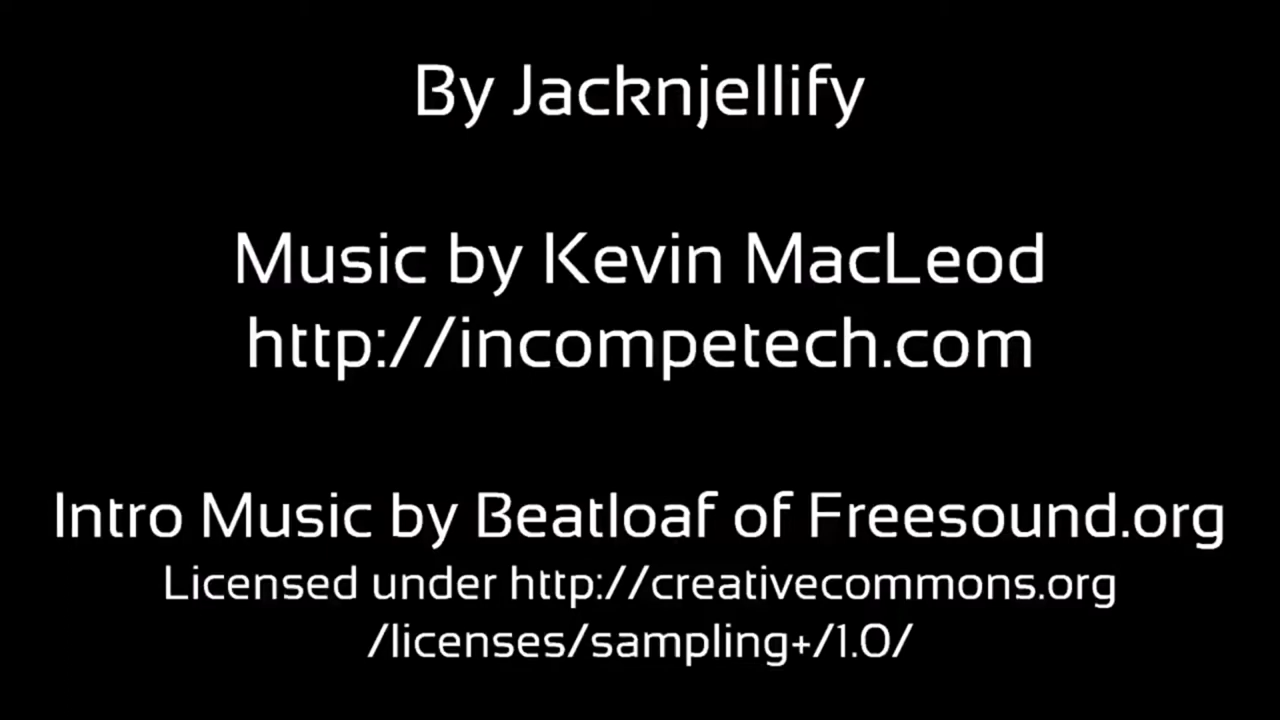 By Jacknjellify
Music by Kevin MacLeod
http://incompetech.com
Intro Music by Beatloaf of Freesound.org
Licensed under http://creativecommons.org
/licenses/sampling+/1.0/